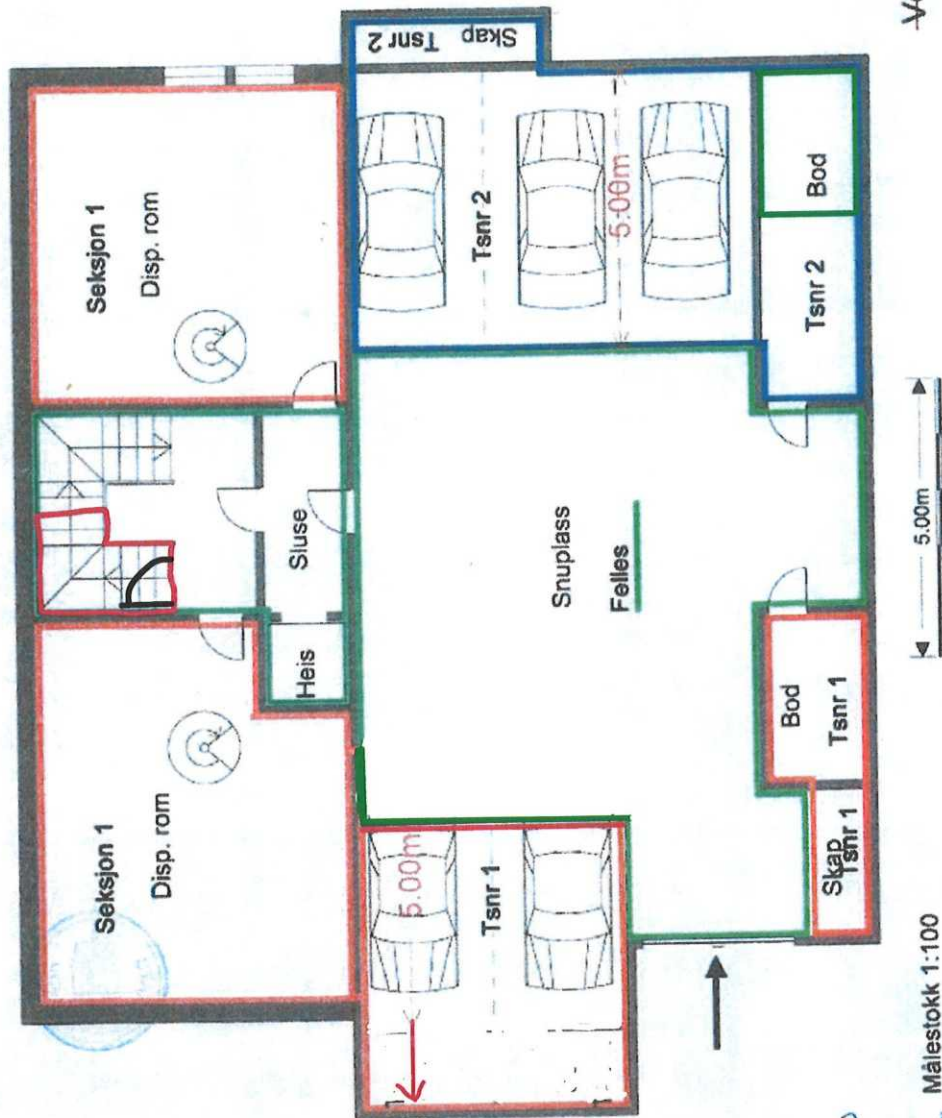 Seksjon 1
Disp. rom
Seksjon 1
Disp. rom
Heis
Sluse
Skap
Tsnr 2
Tsnr 2
5.00m
Tsnr 2
Bod
Snuplass
Felles
5.00m
Tsnr 1
Bod
Tsnr 1
Skap
Tsnr 1
5.00m
Målestokk 1:100